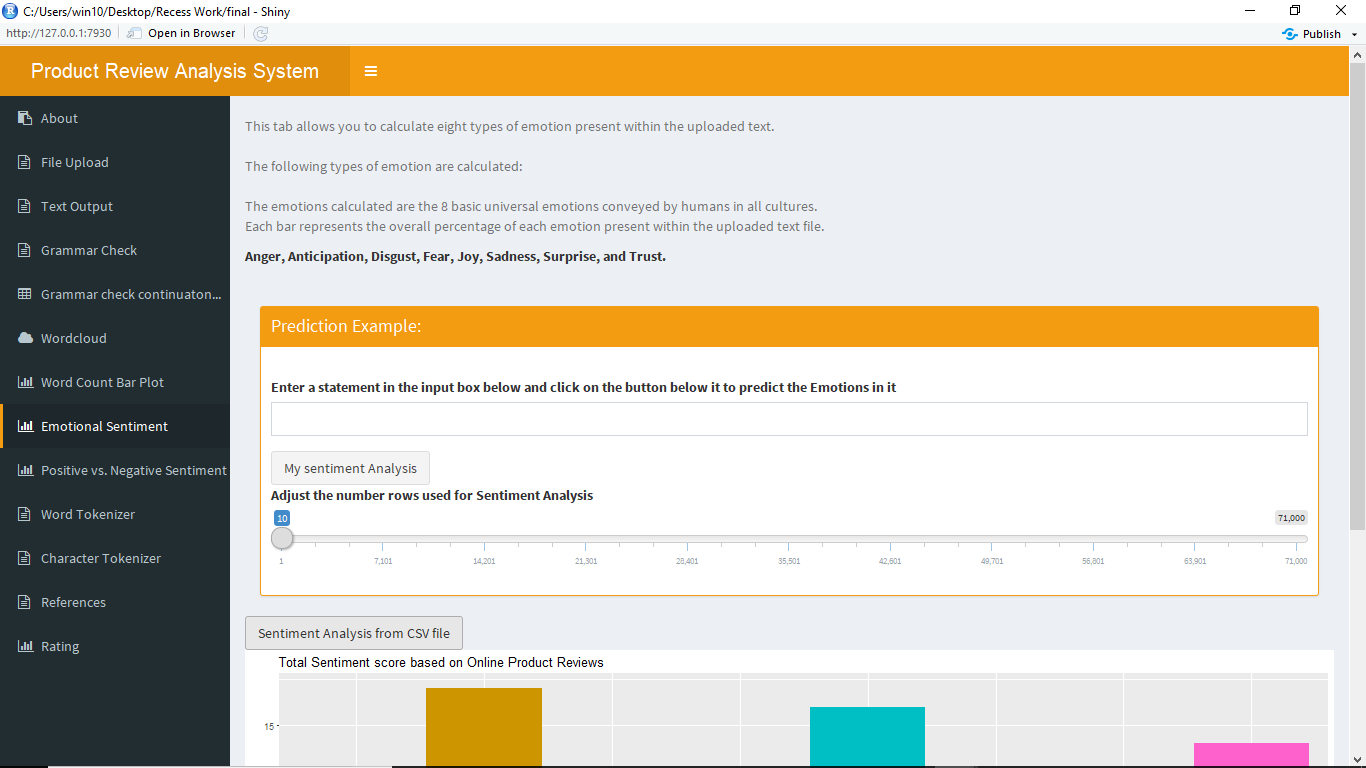 C:/Users/win10/Desktop/Recess Work/final - Shiny
http://127.0.0.1:7930
Open in Browser
Publish
Product Review Analysis System
About
File Upload
Text Output
Grammar Check
Grammar check continuaton...
Wordcloud
Word Count Bar Plot
Emotional Sentiment
Positive vs. Negative Sentiment
Word Tokenizer
Character Tokenizer
References
Rating
This tab allows you to calculate eight types of emotion present within the uploaded text.
The following types of emotion are calculated:
The emotions calculated are the 8 basic universal emotions conveyed by humans in all cultures.
Each bar represents the overall percentage of each emotion present within the uploaded text file.
Anger, Anticipation, Disgust, Fear, Joy, Sadness, Surprise, and Trust.
Prediction Example:
Enter a statement in the input box below and click on the button below it to predict the Emotions in it
My sentiment Analysis
Adjust the number rows used for Sentiment Analysis
10 71,000
1 7,101 14,201 21,301 28,401 35,501 42,601 49,701 56,801 63,901 71,000
Sentiment Analysis from CSV file
Total Sentiment score based on Online Product Reviews
15